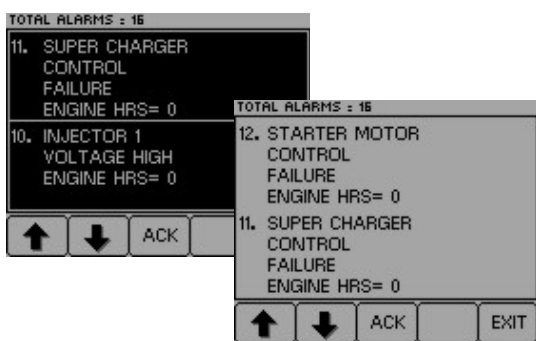 TOTAL ALARMS : 16
11. SUPER CHARGER
CONTROL
FAILURE
ENGINE HRS= 0
10. INJECTOR 1
VOLTAGE HIGH
ENGINE HRS= 0
ACK
TOTAL ALARMS : 16
12. STARTER MOTOR
CONTROL
FAILURE
ENGINE HRS= 0
11. SUPER CHARGER
CONTROL
FAILURE
ENGINE HRS= 0
ACK
EXIT